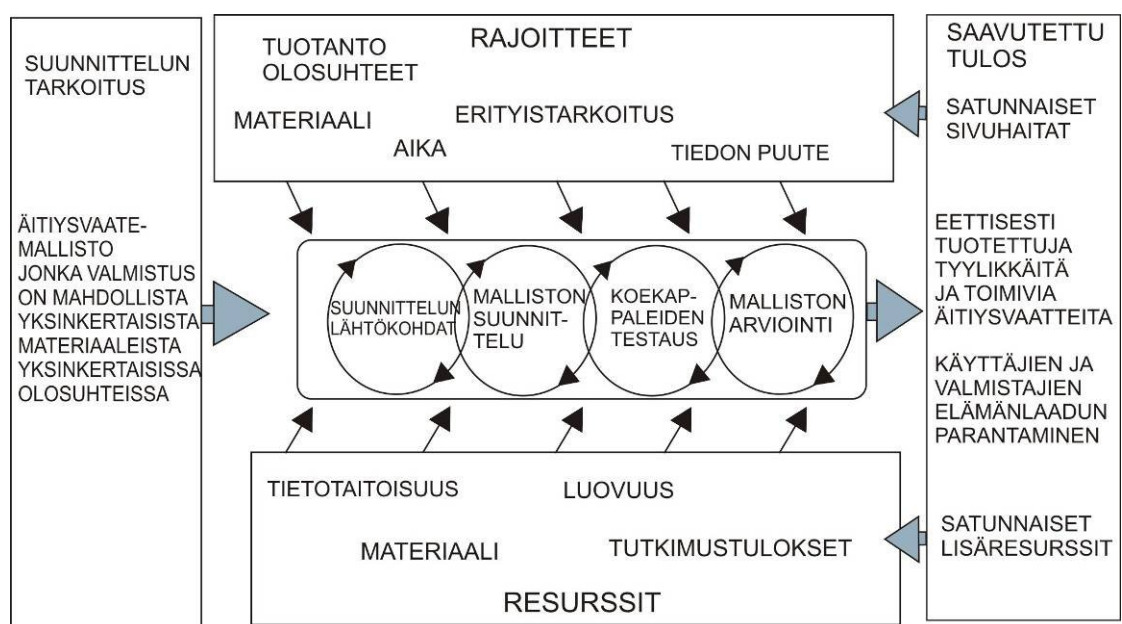 SUUNNITTELUN
TARKOITUS
ÄITIYSVAATE-
MALLISTO
JONKA VALMISTUS
ON MAHDOLLISTA
YKSINKERTAISISTA
MATERIAALEISTA
YKSINKERTAISISSA
OLOSUHTEISSA
RAJOITTEET
TUOTANTO
OLOSUHTEET
MATERIAALI
ERITYISTARKOITUS
AIKA
TIEDON PUUTE
SUUNNITTELUN
LÄHTÖKOHDAT
MALLISTON
SUUNNIT-
TELU
KOEKAP-
PALEIDEN
TESTAUS
MALLISTON
ARVIOINTI
TIETOTAITOISUUS
LUOVUUS
MATERIAALI
TUTKIMUSTULOKSET
RESURSSIT
SAAVUTETTU
TULOS
SATUNNAISET
SIVUHAITAT
EETTISESTI
TUOTETTUJA
TYYLIKKÄITÄ
JA TOIMIVIA
ÄITIYSVAATTEITA
KÄYTTÄJIEN JA
VALMISTAJIEN
ELÄMÄNLAADUN
PARANTAMINEN
SATUNNAISET
LISÄRESURSSIT